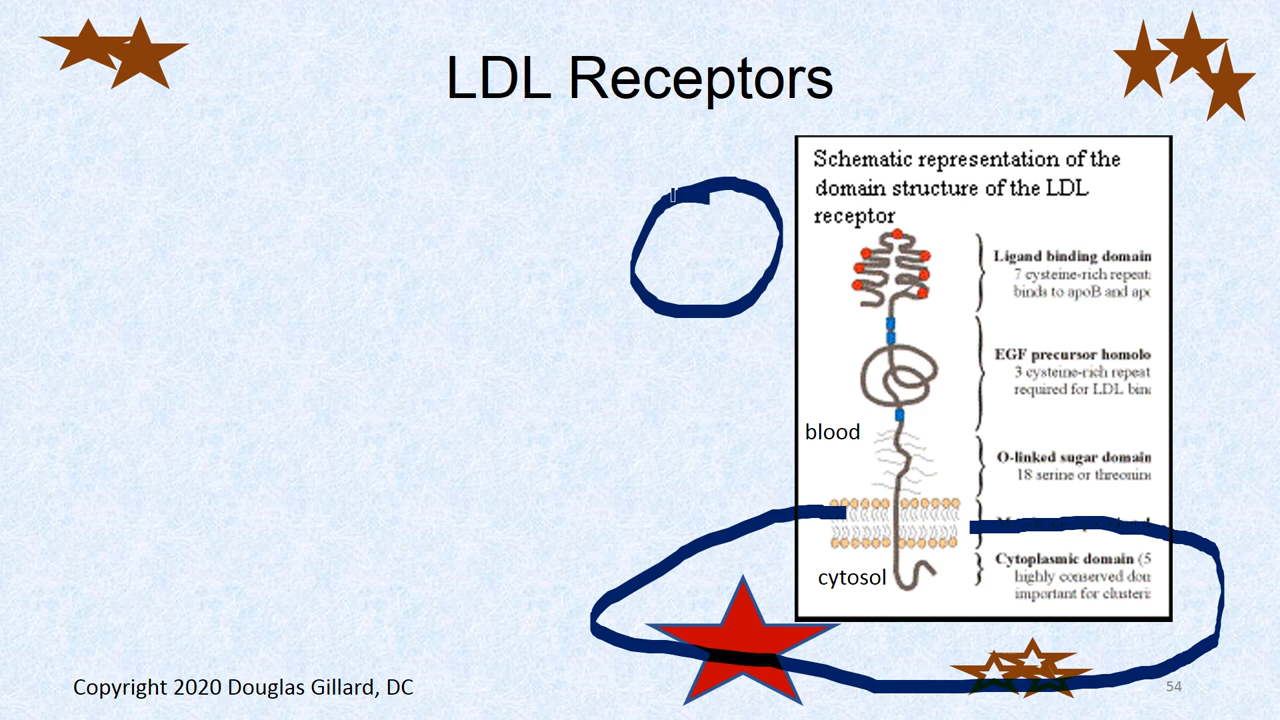 LDL Receptors
Schematic representation of the
domain structure of the LDL
receptor
Ligand binding domain
7 cysteine-rich repeat
binds to apoB and apo
EGF precursor homolo
3 cysteine-rich repeat
required for LDL bin
blood
O-linked sugar domain
18 serine or threonin
Cytoplasmic domain (5
cytosol
highly conserved
important for clusteri
Copyright 2020 Douglas Gillard, DC
54